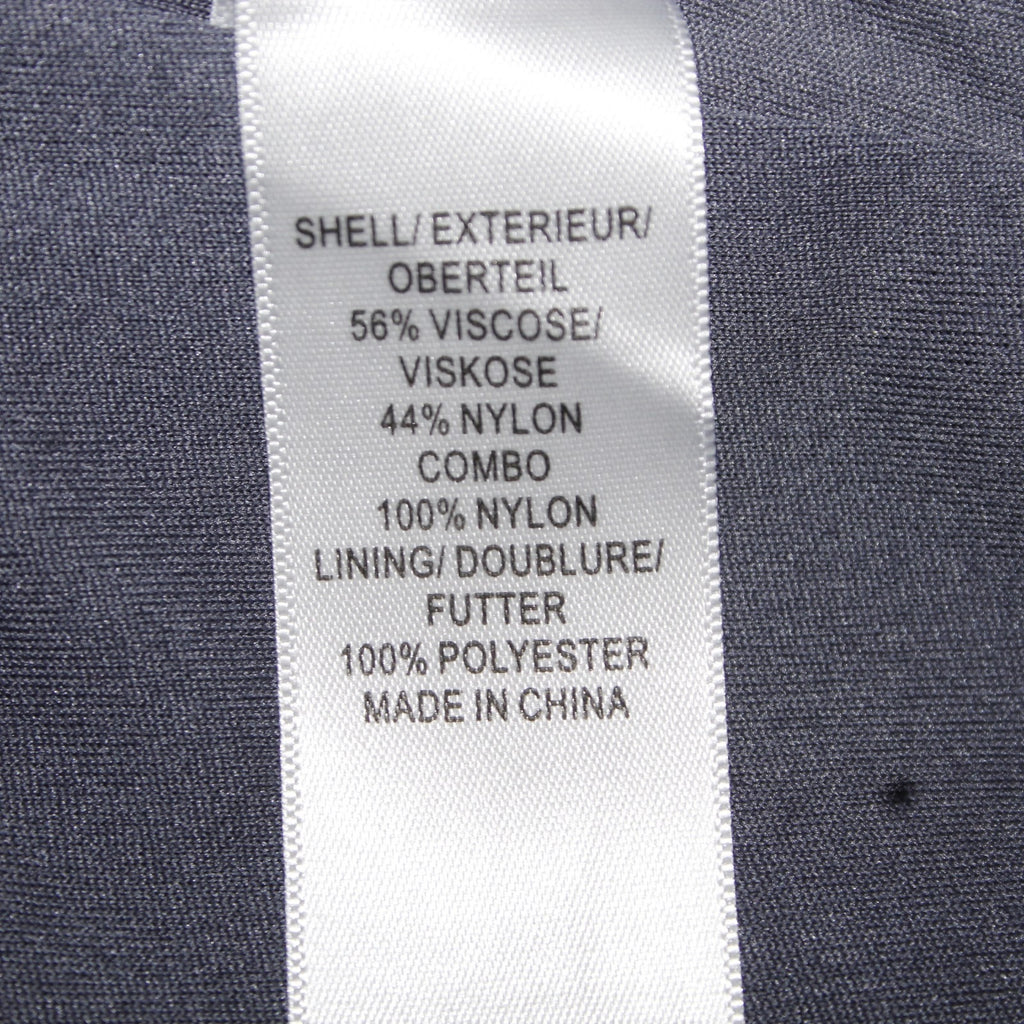 SHELL/ EXTERIEUR/
OBERTEIL
56% VISCOSE/
VISKOSE
44% NYLON
COMBO
100% NYLON
LINING/ DOUBLURE/
FUTTER
100% POLYESTER
MADE IN CHINA